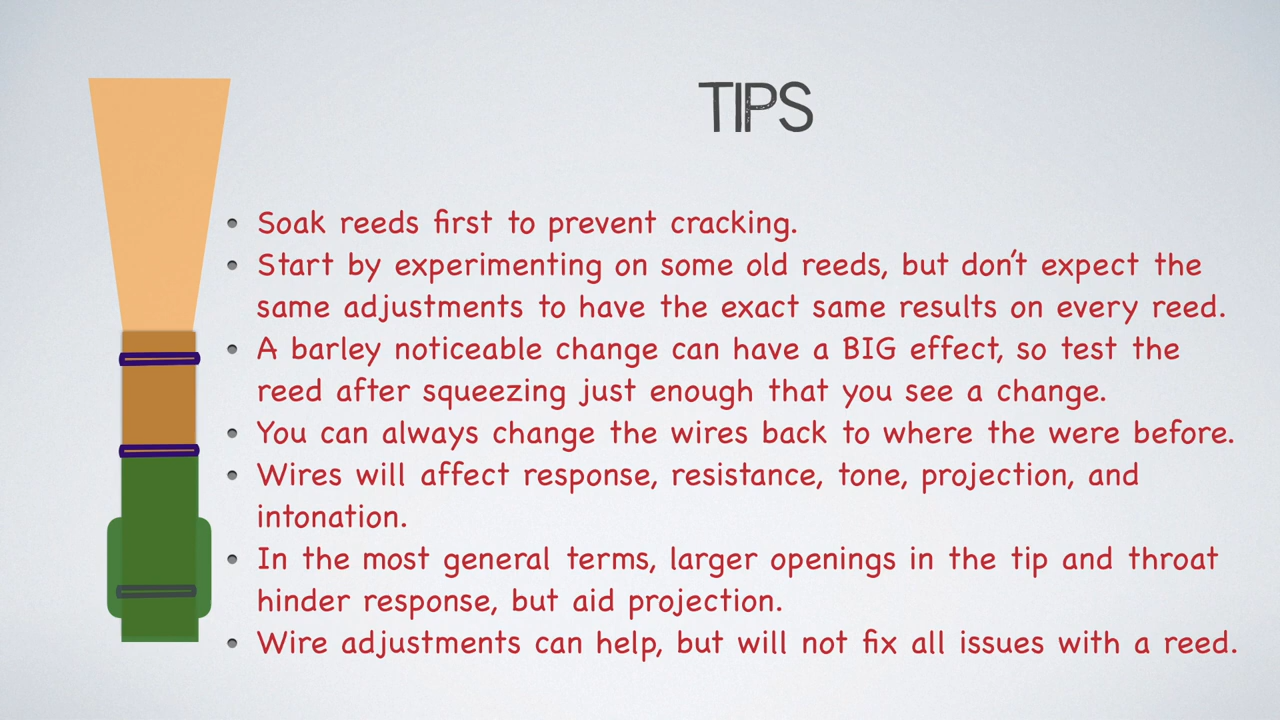 TIPS
• Soak reeds first to prevent cracking.
• Start by experimenting on some old reeds, but don't expect the
same adjustments to have the exact same results on every reed.
• A barley noticeable change can have a BIG effect, so test the
reed after squeezing just enough that you see a change.
• You can always change the wires back to where the were before.
• Wires will affect response, resistance, tone, projection, and
intonation.
• In the most general terms, larger openings in the tip and throat
hinder response, but aid projection.
• Wire adjustments can help, but will not fix all issues with a reed.